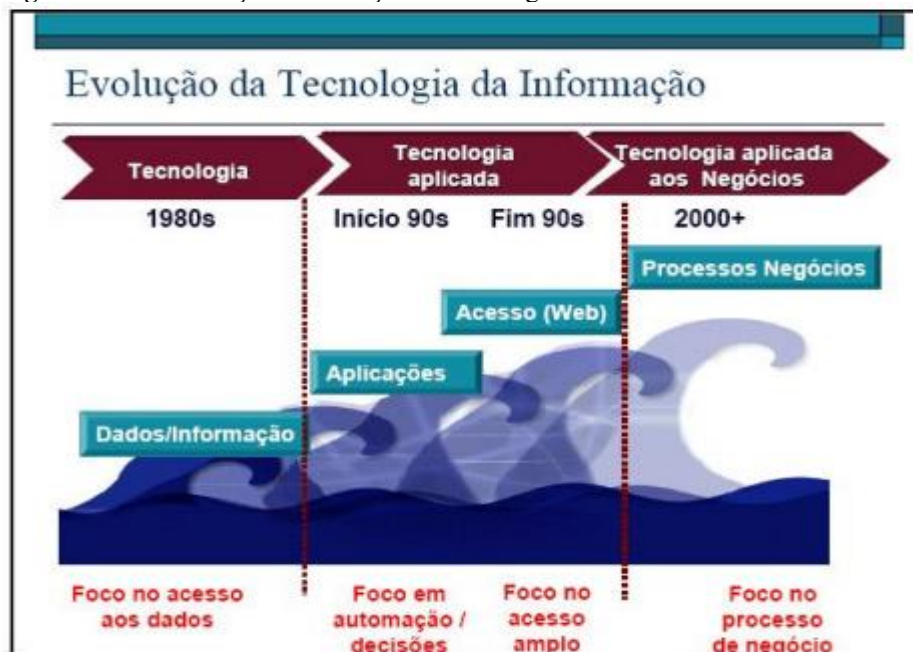 Evolução da Tecnologia da Informação
Tecnologia
Tecnologia
aplicada
Tecnologia aplicada
aos Negócios
1980s
Início 90s
Fim 90s
2000+
Processos Negócios
Acesso (Web)
Aplicações
Dados/Informação
Foco no acesso
aos dados
Foco em
automação /
decisões
Foco no
acesso
amplo
Foco no
processo
de negócio